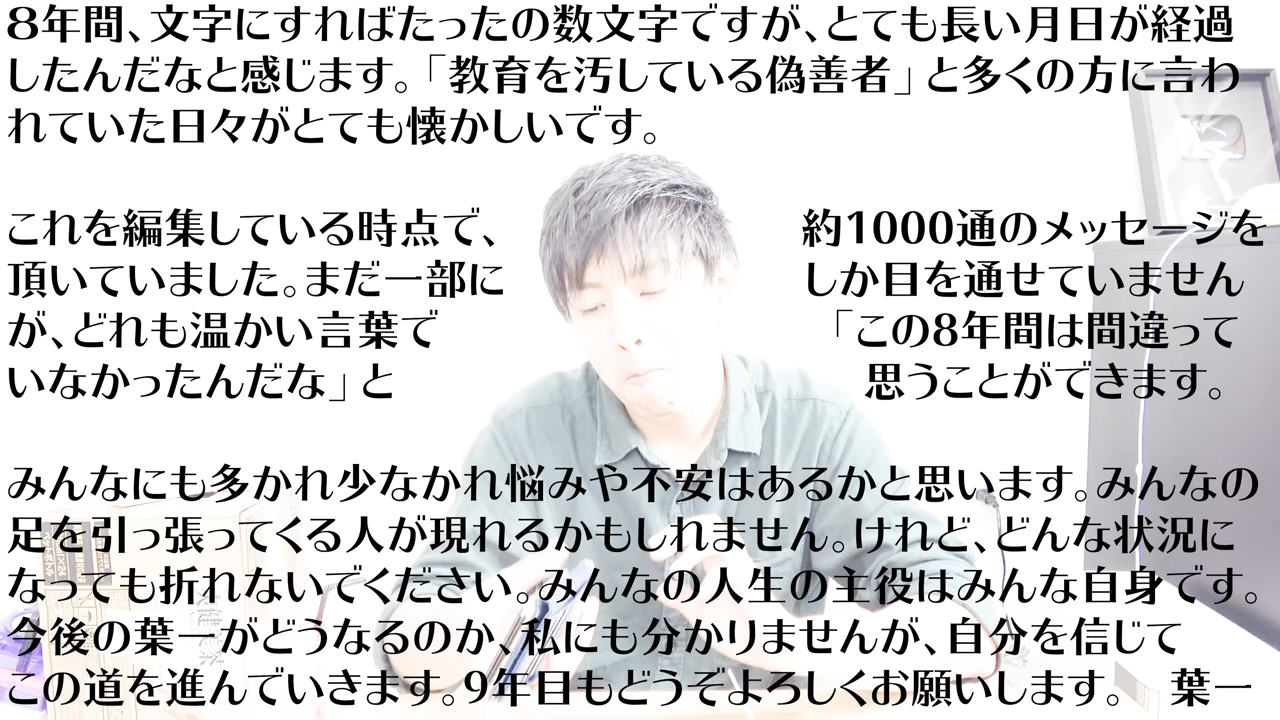 8年間、文字にすればたったの数文字ですが、とても長い月日が経過
したんだなと感じます。「教育を汚している偽善者」と多くの方に言わ
れていた日々がとても懐かしいです。
これを編集している時点で、約1000通のメッセージを
頂いていました。まだ一部にしか目を通せていません
が、どれも温かい言葉で「この8年間は間違って
いなかったんだな」と思うことができます。
みんなにも多かれ少なかれ悩みや不安はあるかと思います。みんなの
足を引っ張ってくる人が現れるかもしれません。けれど、どんな状況に
なっても折れないでください。みんなの人生の主役はみんな自身です。
今後の葉一がどうなるのか、私にも分かりませんが、自分を信じて
この道を進んでいきます。9年目もどうぞよろしくお願いします。　葉一